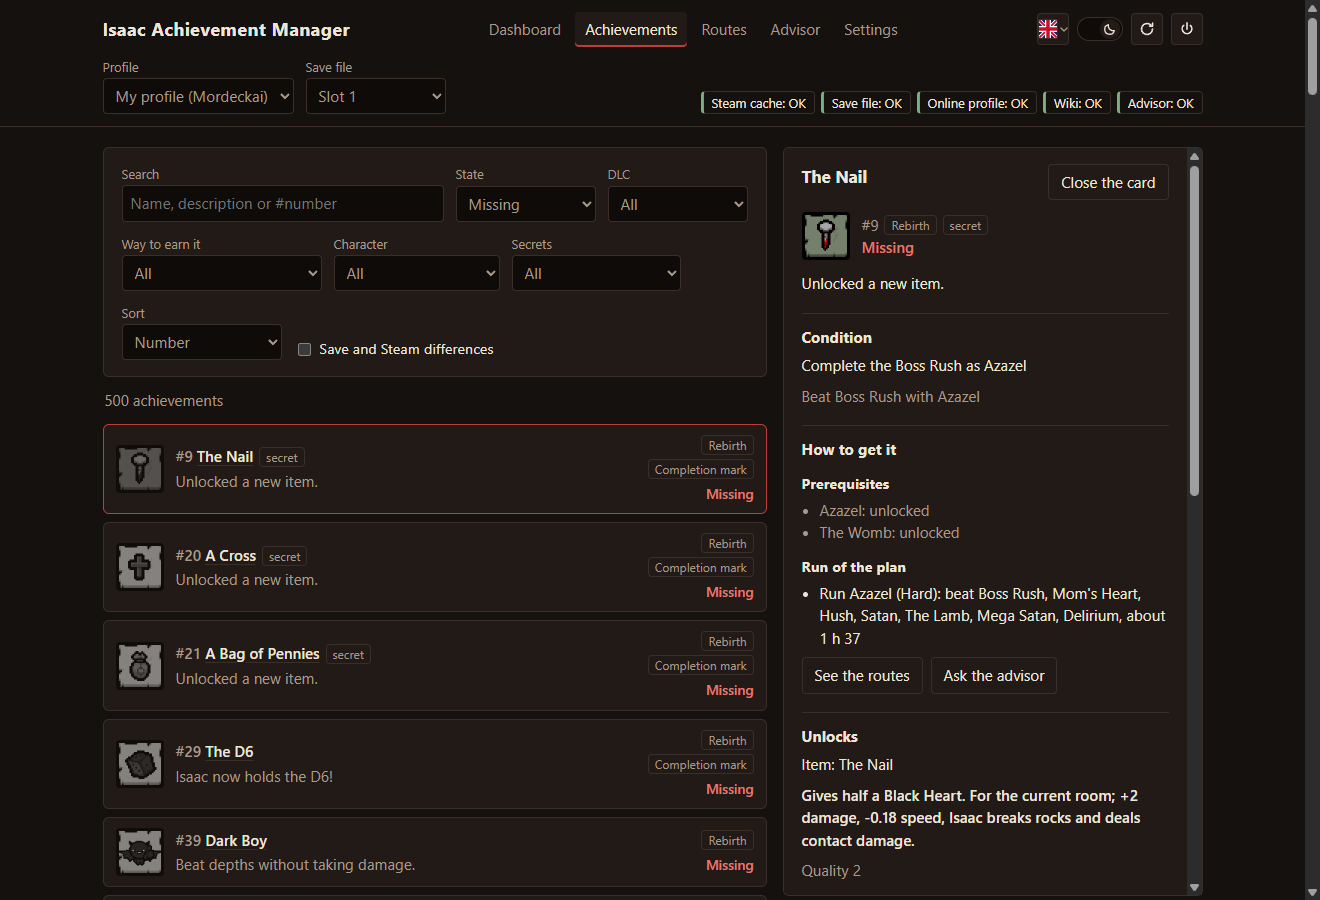 Isaac Achievement Manager
Dashboard
Achievements
Routes
Advisor
Settings
Profile
Save file
My profile (Mordeckai)
Slot 1
Steam cache: OK
Save file: OK
Online profile: OK
Wiki: OK
Advisor: OK
Search
State
DLC
Name, description or #number
Missing
All
Way to earn it
Character
Secrets
All
All
All
Sort
Number
Save and Steam differences
500 achievements
#9 The Nail secret
Unlocked a new item.
Rebirth
Completion mark
Missing
#20 A Cross secret
Unlocked a new item.
Rebirth
Completion mark
Missing
#21 A Bag of Pennies secret
Unlocked a new item.
Rebirth
Completion mark
Missing
#29 The D6
Isaac now holds the D6!
Rebirth
Completion mark
Missing
#39 Dark Boy
Beat depths without taking damage.
Rebirth
Missing
The Nail
Close the card
#9 Rebirth secret
Missing
Unlocked a new item.
Condition
Complete the Boss Rush as Azazel
Beat Boss Rush with Azazel
How to get it
Prerequisites
• Azazel: unlocked
• The Womb: unlocked
Run of the plan
• Run Azazel (Hard): beat Boss Rush, Mom's Heart,
Hush, Satan, The Lamb, Mega Satan, Delirium, about
1 h 37
See the routes
Ask the advisor
Unlocks
Item: The Nail
Gives half a Black Heart. For the current room; +2
damage, -0.18 speed, Isaac breaks rocks and deals
contact damage.
Quality 2